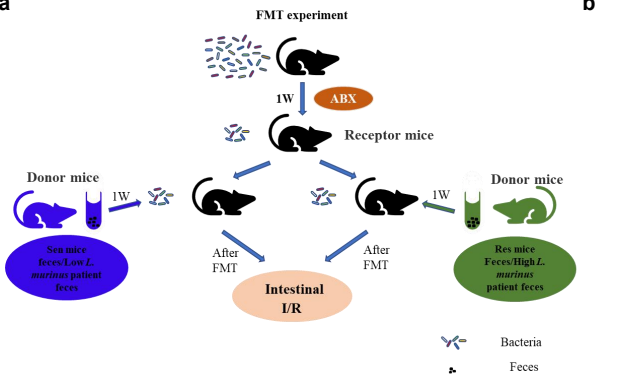 a
b
FMT experiment
1W
ABX
Receptor mice
Donor mice
1W
Donor mice
1W
Sen mice
feces/Low L.
murinus patient
feces
Res mice
Feces/High L.
murinus
patient feces
After
FMT
After
FMT
Intestinal
I/R
Bacteria
Feces